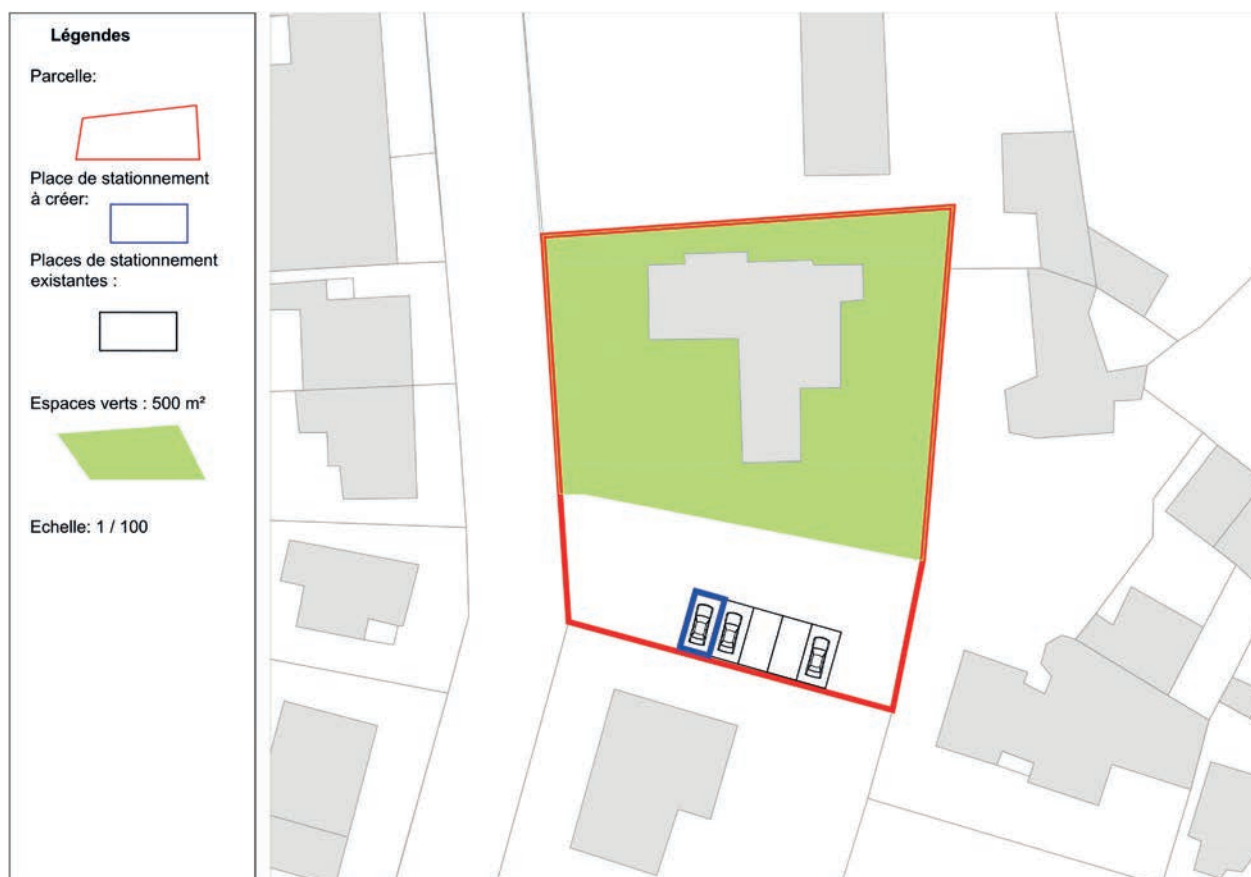 Légendes
Parcelle:
Place de stationnement
à créer:
Places de stationnement
existantes :
Espaces verts : 500 m²
Echelle: 1 / 100